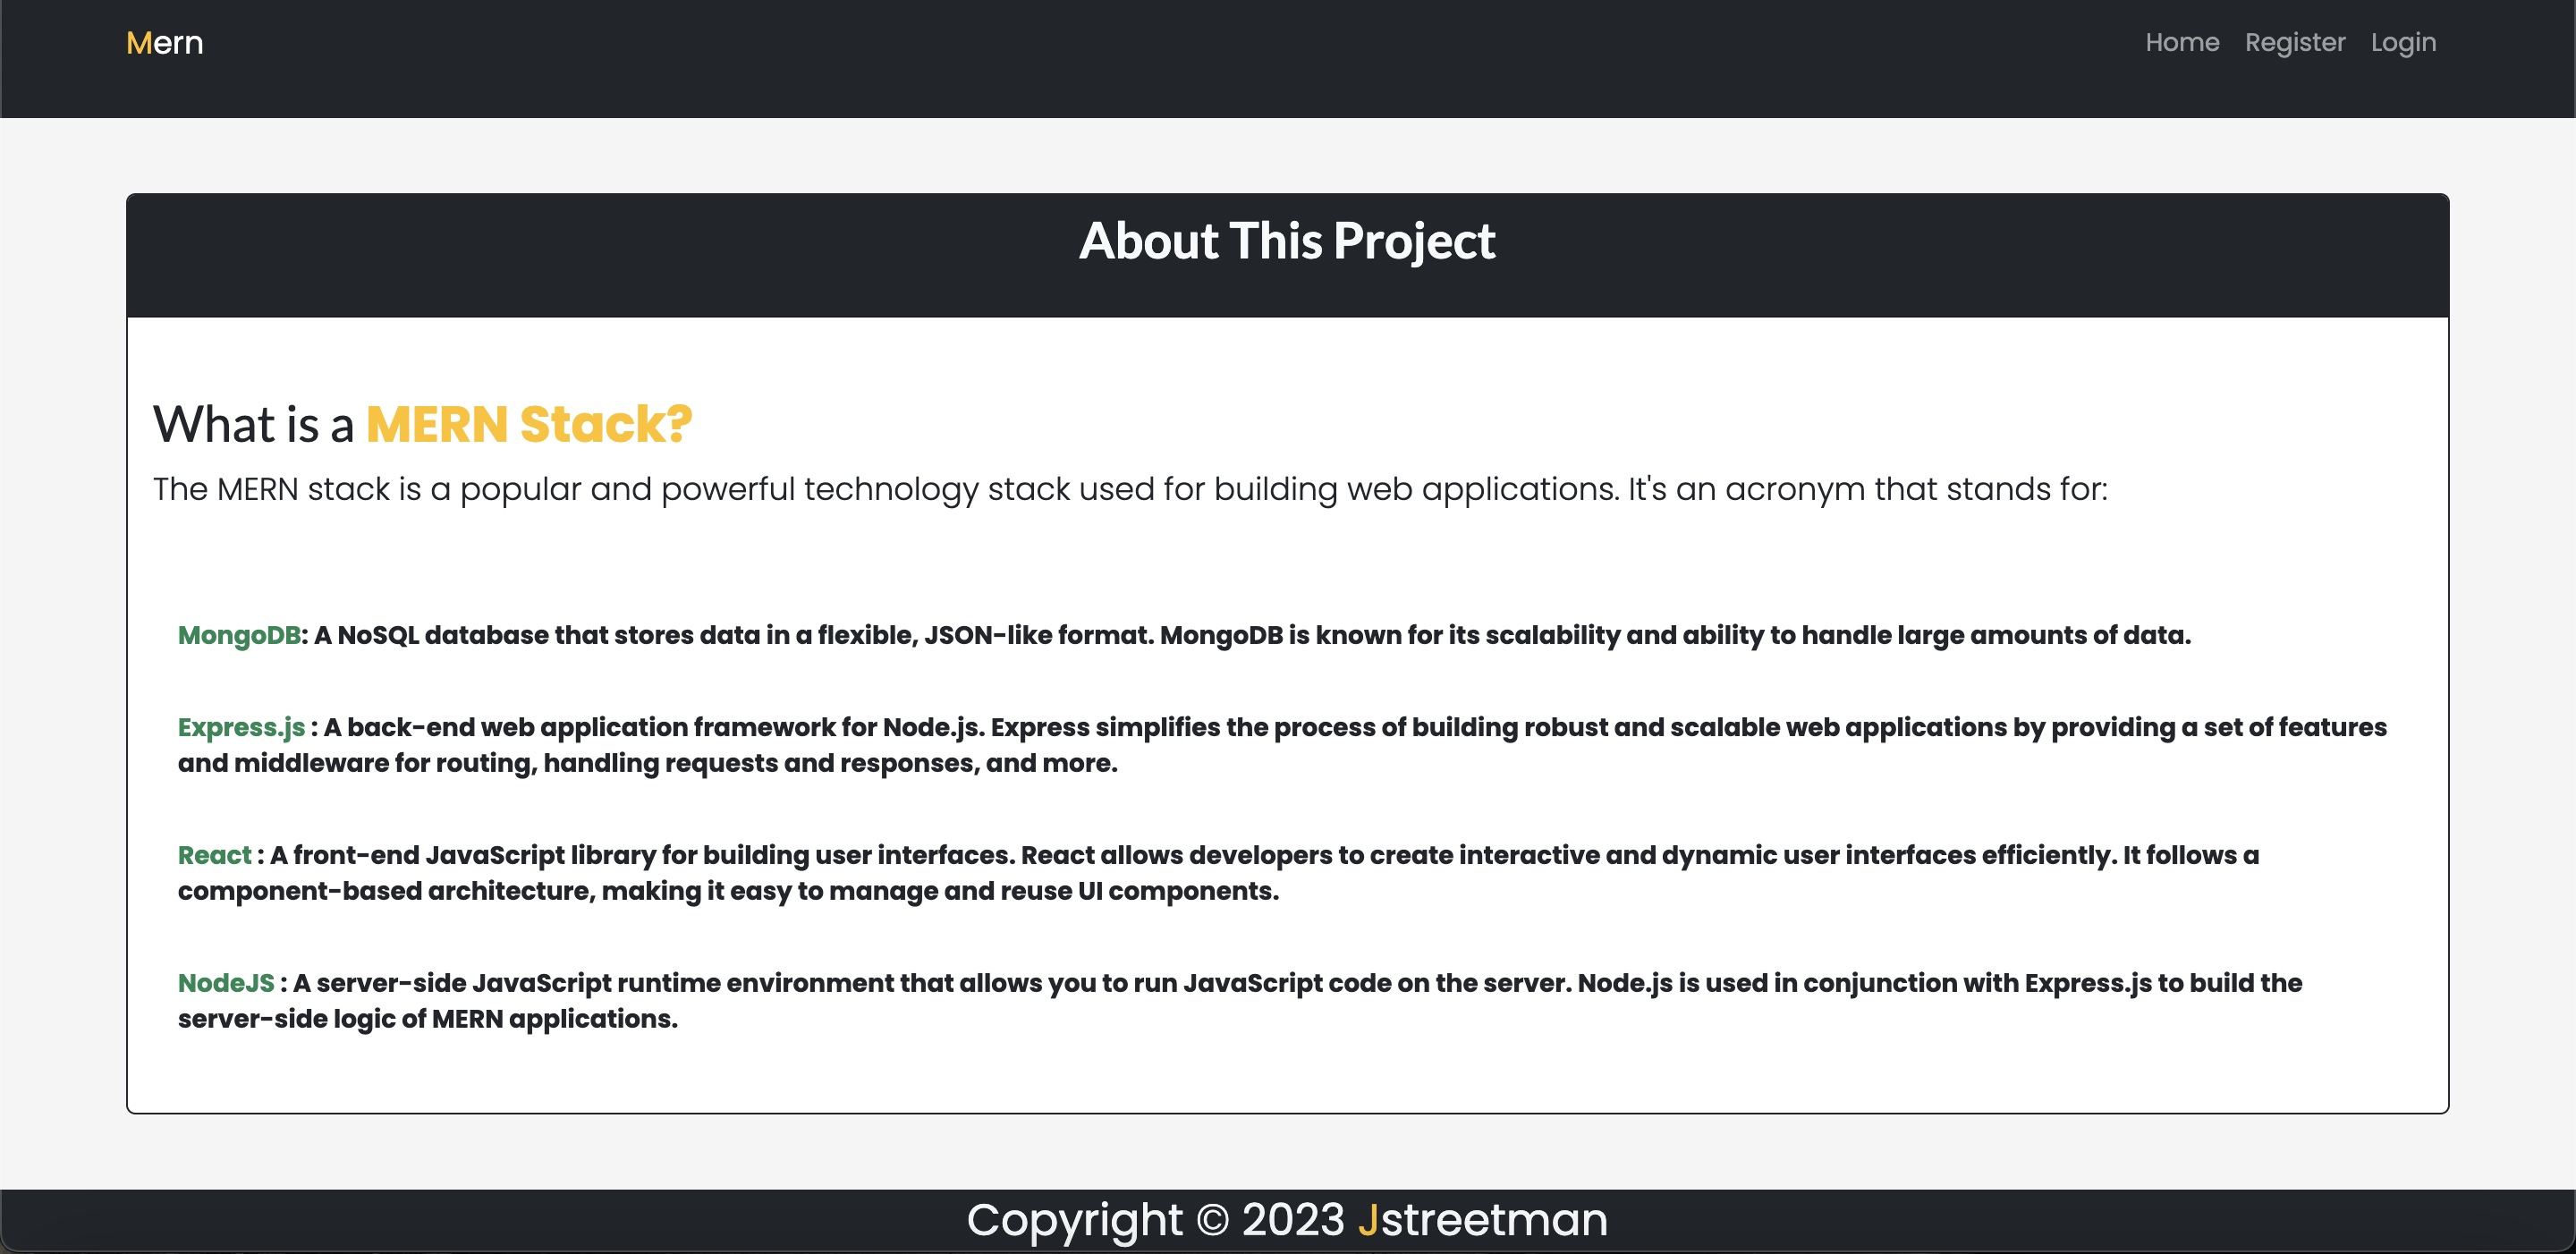 Mern
Home Register Login
About This Project
What is a MERN Stack?
The MERN stack is a popular and powerful technology stack used for building web applications. It's an acronym that stands for:
MongoDB: A NoSQL database that stores data in a flexible, JSON-like format. MongoDB is known for its scalability and ability to handle large amounts of data.
Express.js : A back-end web application framework for Node.js. Express simplifies the process of building robust and scalable web applications by providing a set of features
and middleware for routing, handling requests and responses, and more.
React : A front-end JavaScript library for building user interfaces. React allows developers to create interactive and dynamic user interfaces efficiently. It follows a
component-based architecture, making it easy to manage and reuse UI components.
NodeJS : A server-side JavaScript runtime environment that allows you to run JavaScript code on the server. Node.js is used in conjunction with Express.js to build the
server-side logic of MERN applications.
Copyright © 2023 Jstreetman